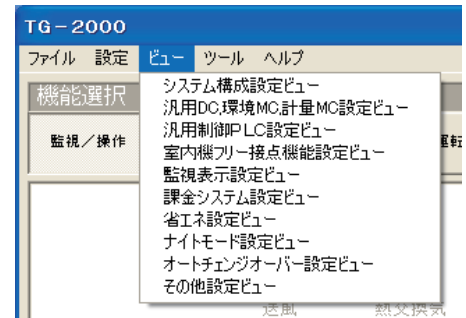 TG-2000
ファイル 設定 ビュー ツール ヘルプ
機能選択
監視/操作
システム構成設定ビュー
汎用DC,環境MC,計量MC設定ビュー
汎用制御PLC設定ビュー
室内機フリー接点機能設定ビュー
監視表示設定ビュー
課金システム設定ビュー
省エネ設定ビュー
ナイトモード設定ビュー
オートチェンジオーバー設定ビュー
その他設定ビュー
運転
送風 熱交換気